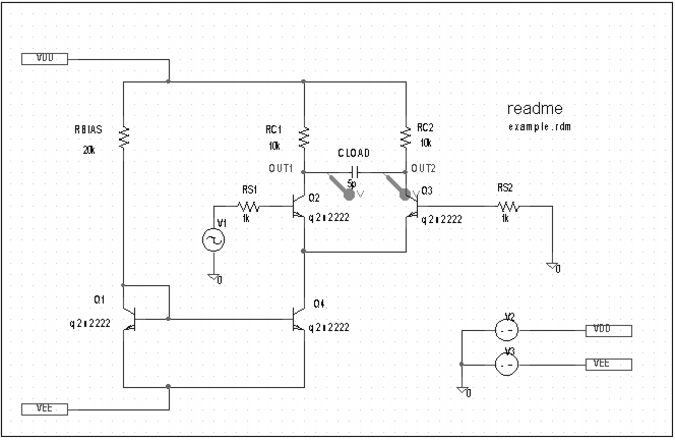 VDD
readme
example.rdm
RBIAS
20k
RC1
10k
RC2
10k
CLOAD
5p
OUT1
OUT2
V
V
RS1
1k
Q2
q2n2222
Q3
q2n2222
RS2
1k
V1
0
0
Q1
q2n2222
Q4
q2n2222
V2
VDD
V3
VEE
0
VEE